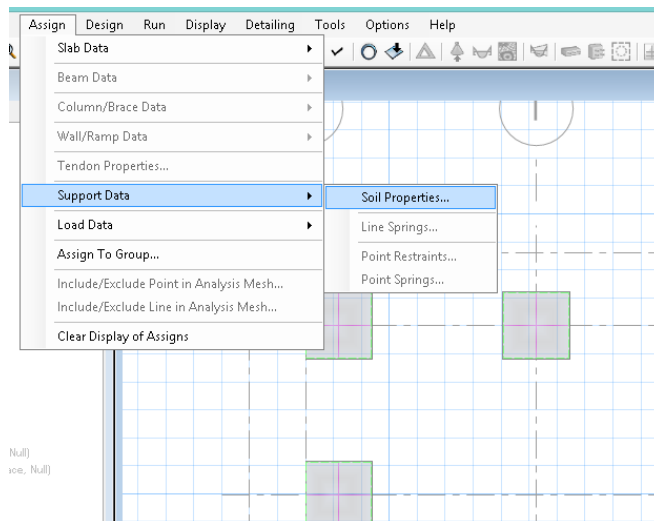 Assign Design Run Display Detailing Tools Options Help
Slab Data
Beam Data
Column/Brace Data
Wall/Ramp Data
Tendon Properties...
Support Data
Soil Properties...
Load Data
Line Springs...
Assign To Group...
Point Restraints...
Include/Exclude Point in Analysis Mesh...
Point Springs...
Include/Exclude Line in Analysis Mesh...
Clear Display of Assigns
Null)
ace, Null)